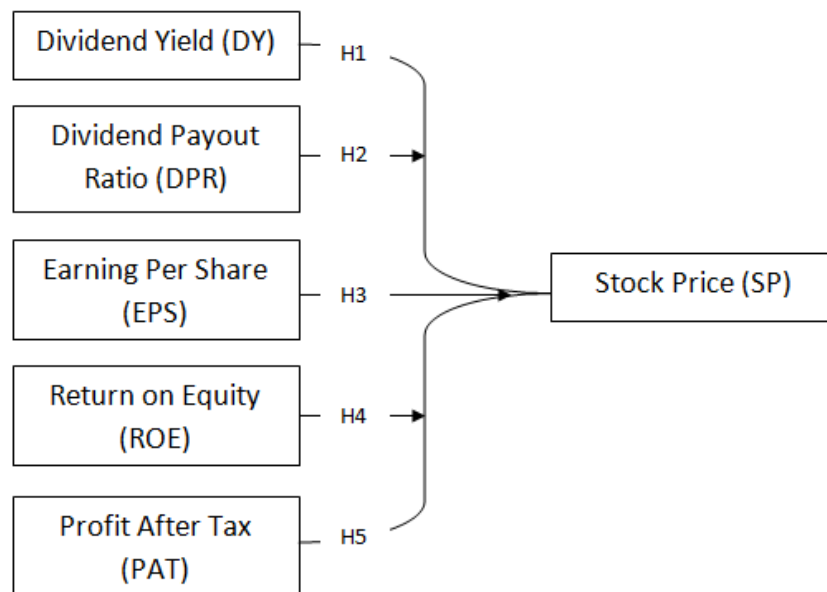 Dividend Yield (DY)
H1
Dividend Payout
Ratio (DPR)
H2
Earning Per Share
(EPS)
H3
Stock Price (SP)
Return on Equity
(ROE)
H4
Profit After Tax
(PAT)
H5